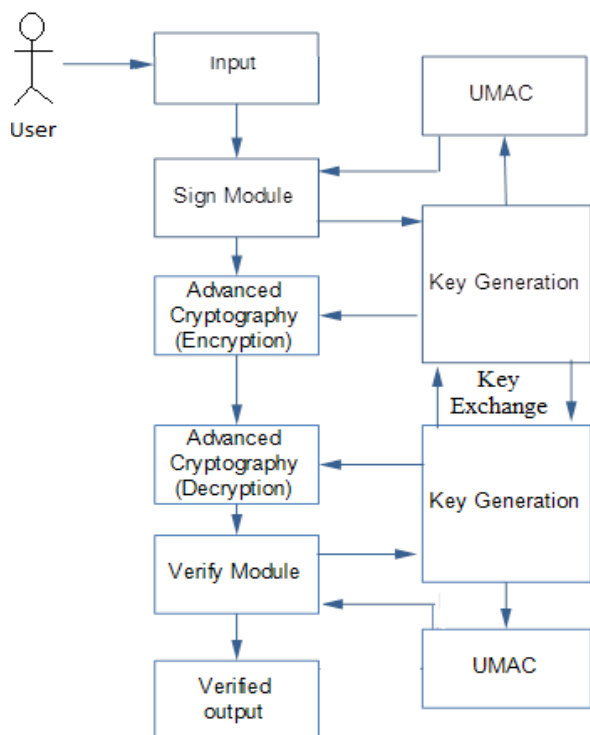 Input
UMAC
User
Sign Module
Key Generation
Advanced
Cryptography
(Encryption)
Key
Exchange
Advanced
Cryptography
(Decryption)
Key Generation
Verify Module
UMAC
Verified
output